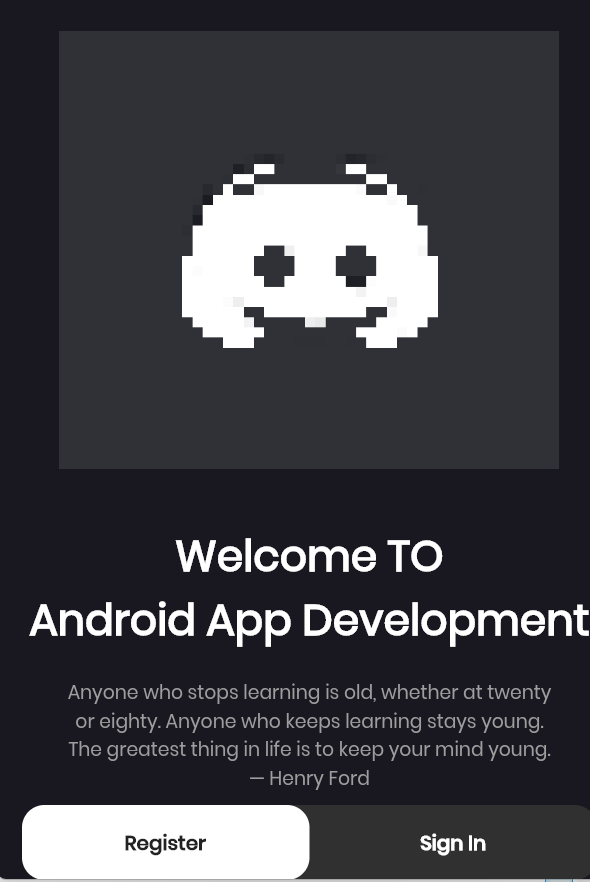 Welcome TO
Android App Development
Anyone who stops learning is old, whether at twenty
or eighty. Anyone who keeps learning stays young.
The greatest thing in life is to keep your mind young.
— Henry Ford
Register
Sign In